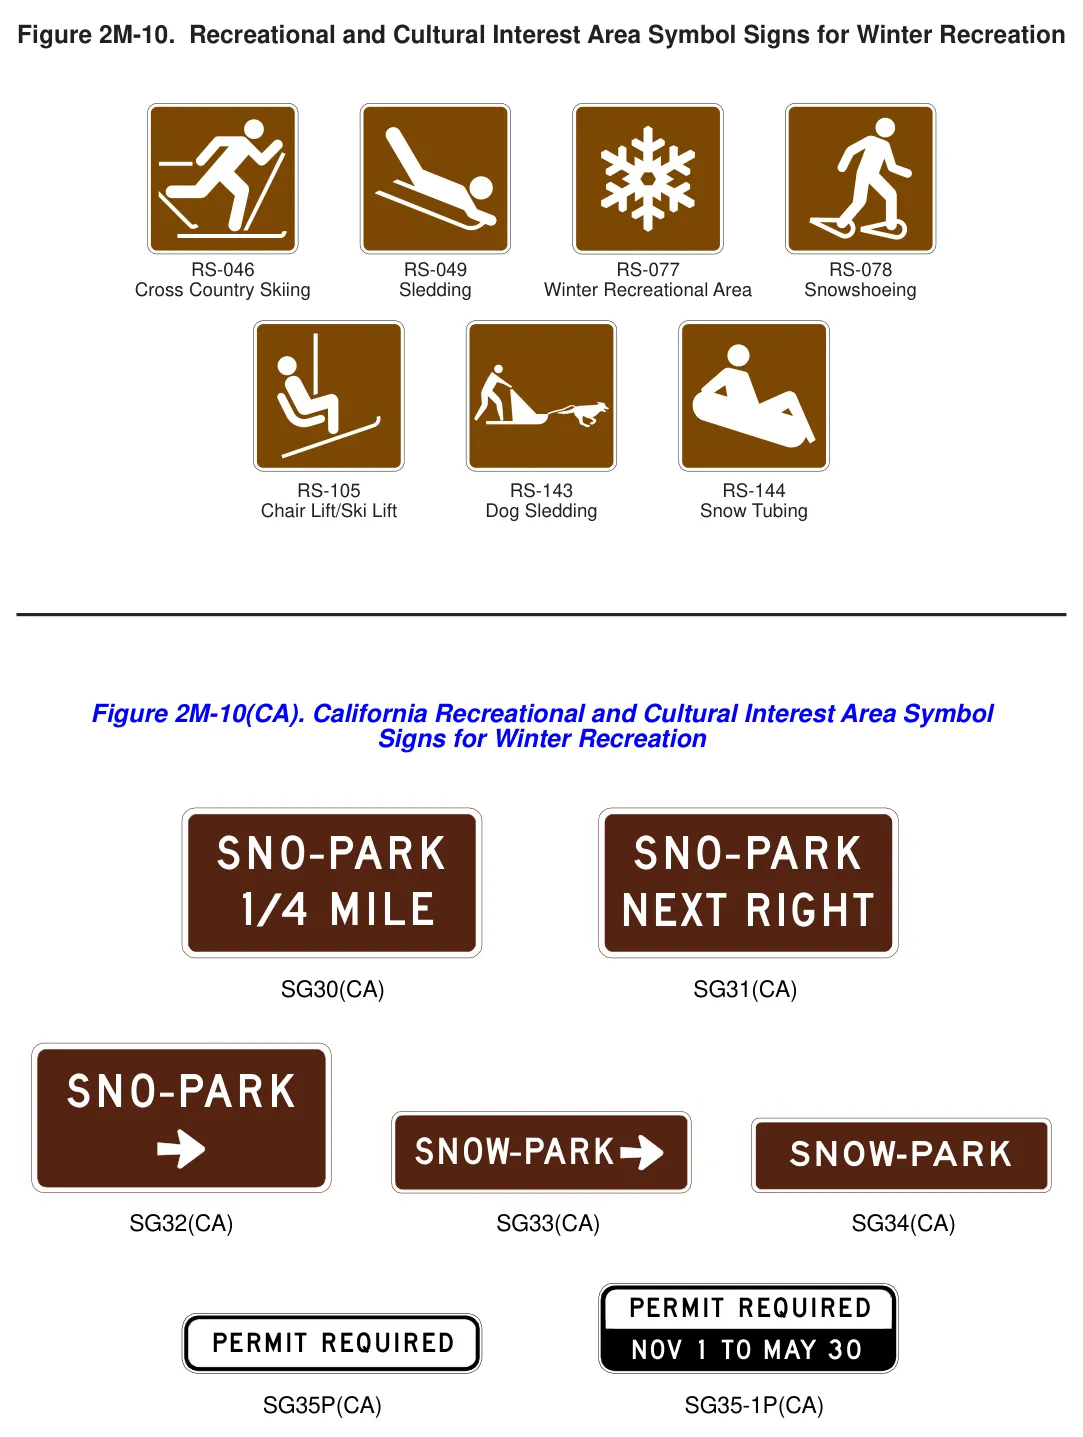 Figure 2M-10.  Recreational and Cultural Interest Area Symbol Signs for Winter Recreation
RS-046
Cross Country Skiing
RS-049
Sledding
RS-077
Winter Recreational Area
RS-078
Snowshoeing
RS-105
Chair Lift/Ski Lift
RS-143
Dog Sledding
RS-144
Snow Tubing
Figure 2M-10(CA). California Recreational and Cultural Interest Area Symbol
Signs for Winter Recreation
SNO-PARK
1/4 MILE
SG30(CA)
SNO-PARK
NEXT RIGHT
SG31(CA)
SNO-PARK
SG32(CA)
SNOW-PARK
SG33(CA)
SNOW-PARK
SG34(CA)
PERMIT REQUIRED
SG35P(CA)
PERMIT REQUIRED
NOV 1 TO MAY 30
SG35-1P(CA)